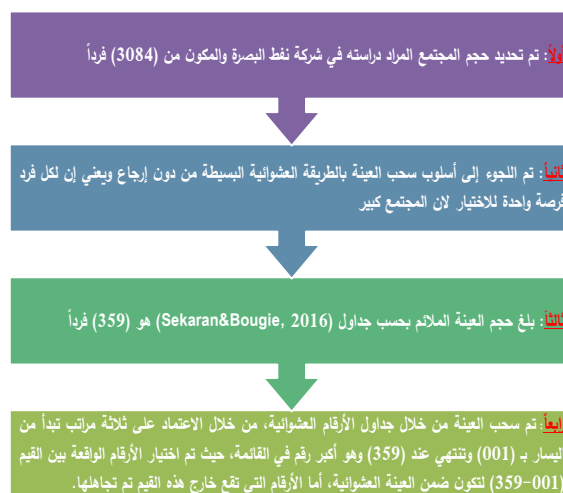 أولاً: تم تحديد حجم المجتمع المراد دراسته في شركة نفط البصرة والمكون من (3084) فرداً
ثانياً: تم اللجوء إلى أسلوب سحب العينة بالطريقة العشوائية البسيطة من دون إرجاع ويعني إن لكل فرد
فرصة واحدة للاختيار لان المجتمع كبير
ثالثاً: بلغ حجم العينة الملائم بحسب جداول (Sekaran&Bougie, 2016) هو (359) فرداً
رابعاً: تم سحب العينة من خلال جداول الأرقام العشوائية، من خلال الاعتماد على ثلاثة مراتب تبدأ من
اليسار بـ (001) وتنتهي عند (359) وهو أكبر رقم في القائمة، حيث تم اختيار الأرقام الواقعة بين القيم
(001-359) لتكون ضمن العينة العشوائية، أما الأرقام التي تقع خارج هذه القيم تم تجاهلها.